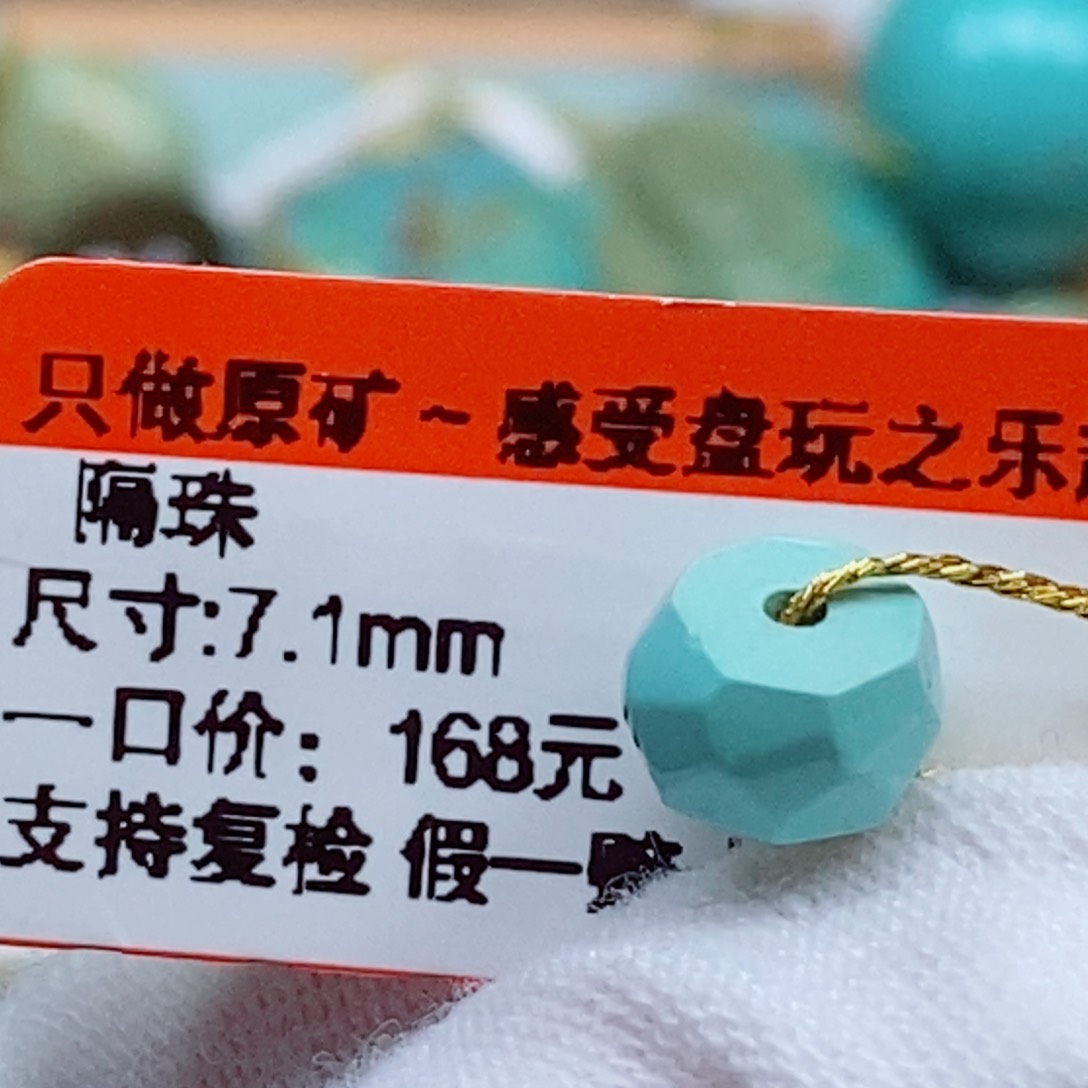 只做原矿~感受盘玩之乐
隔珠
尺寸:7.1mm
一口价：168元
支持复检 假一